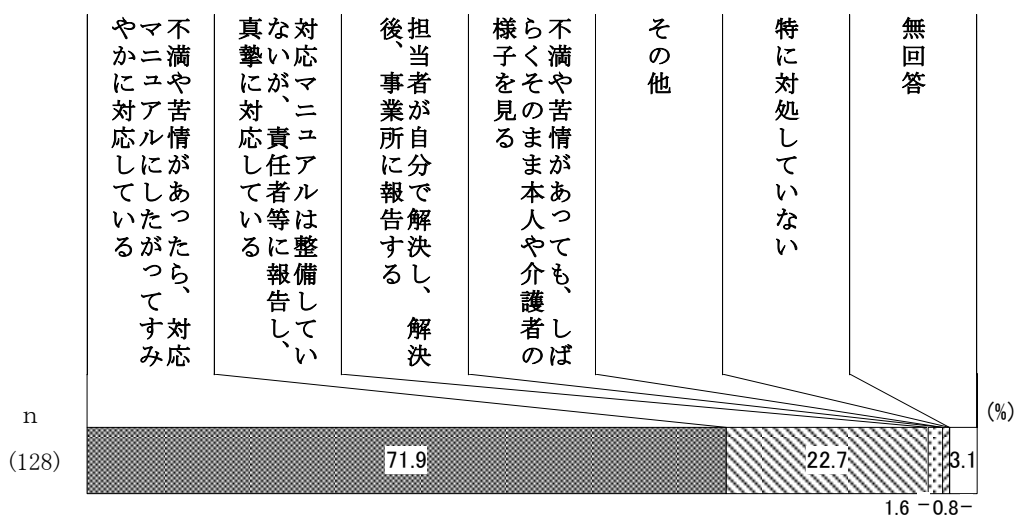 不満や苦情があったら、対応
マニュアルにしたがってすみ
やかに対応している
対応マニュアルは整備してい
ないが、責任者等に報告し、
真摯に対応している
担当者が自分で解決し、解決
後、事業所に報告する
不満や苦情があっても、しば
らくそのまま本人や介護者の
様子を見る
その他
特に対処していない
無回答
n
(%)
(128)
71.9
22.7
3.1
1.6
0.8